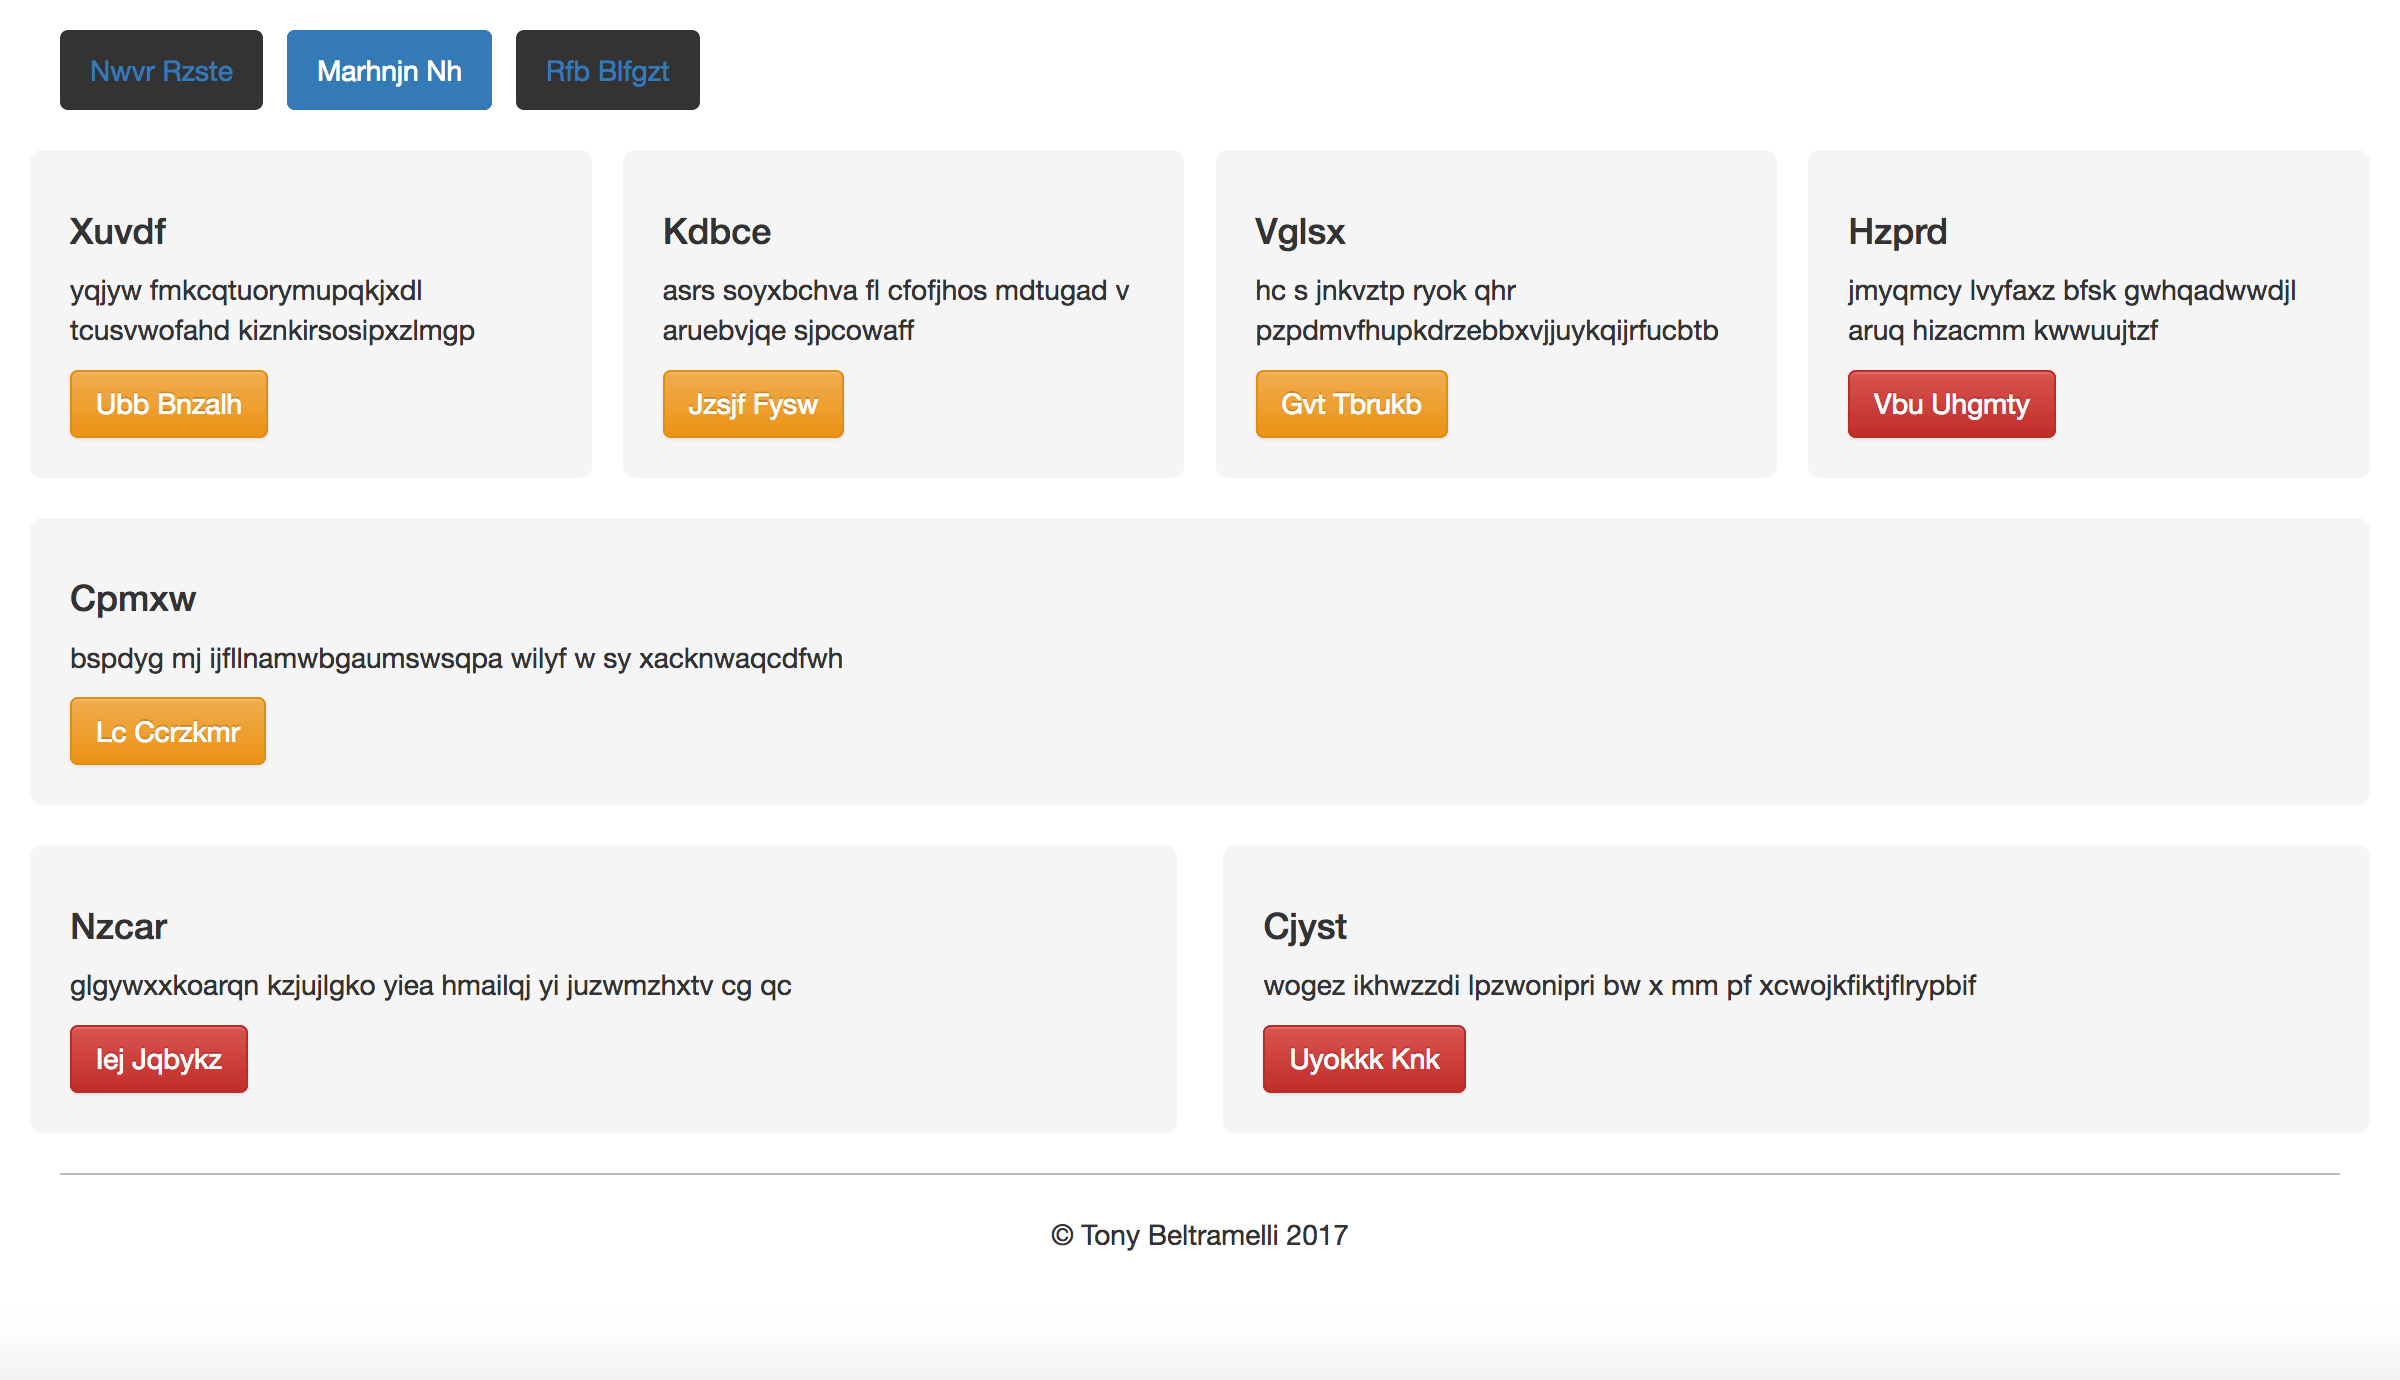 Nwvr Rzste
Marhnjn Nh
Rfb Blfgzt
Xuvdf
yqjyw fmkcqtuorymupqkjxdl
tcusvwofahd kiznkirsosipxzlmgp
Ubb Bnzalh
Kdbce
asrs soyxbchva fl cfofjhos mdtugad v
aruebvjqe sjpcowaff
Jzsjf Fysw
Vglsx
hc s jnkvztp ryok qhr
pzpdmvfhupkdrzebbxvjjuykqijrfucbtb
Gvt Tbrukb
Hzprd
jmyqmcy lvyfaxz bfsk gwhqadwwdjl
aruq hizacmm kwwuujtzf
Vbu Uhgmty
Cpmxw
bspdyg mj ijfllnamwbgaumswsqpa wilyf w sy xacknwaqcdfwh
Lc Ccrzkmr
Nzcar
glgywxxkoarqn kzjujlgko yiea hmailqj yi juzwmzhxtv cg qc
Iej Jqbykz
Cjyst
wogez ikhwzzdi lpzwonipri bw x mm pf xcwojkfiktjflrypbif
Uyokkk Knk
© Tony Beltramelli 2017